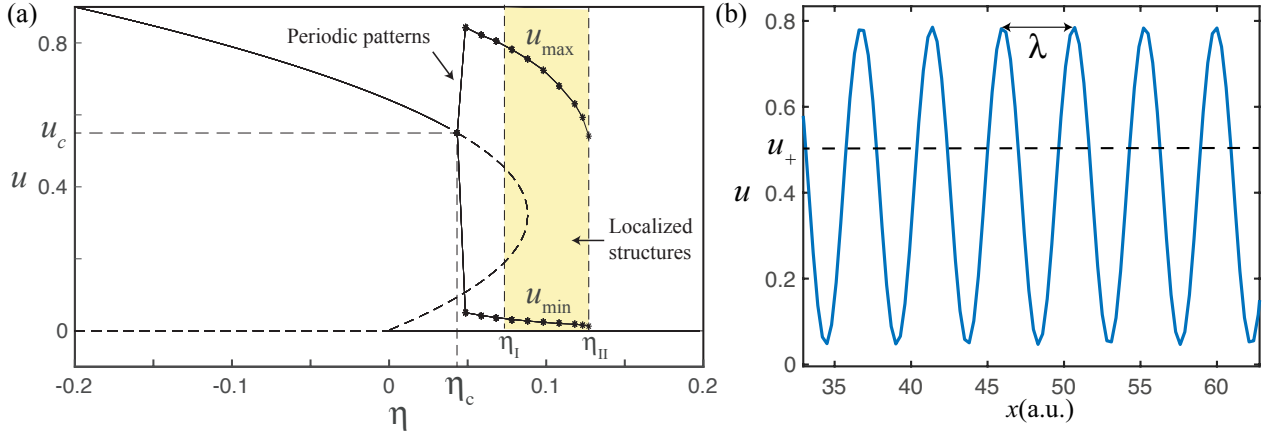 (a)
0.8
u_c
u
0.4
0
Periodic patterns
u_max
Localized
structures
u_min
η_I
η_II
-0.2
-0.1
0
η_c
0.1
0.2
η
(b)
0.8
λ
0.6
u_+
u
0.4
0.2
0
35
40
45
50
55
60
x(a.u.)